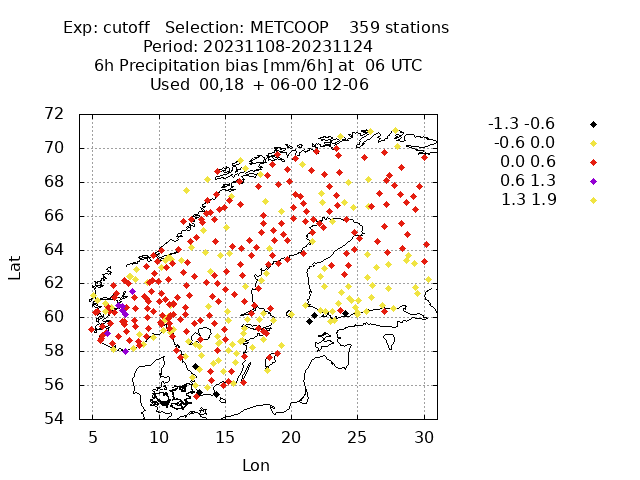 Exp: cutoff   Selection: METCOOP    359 stations
Period: 20231108-20231124
6h Precipitation bias [mm/6h] at  06 UTC
Used  00,18  + 06-00 12-06
-1.3 -0.6
-0.6 0.0
0.0 0.6
0.6 1.3
1.3 1.9
72
70
68
66
64
62
60
58
56
54
Lat
5 10 15 20 25 30
Lon